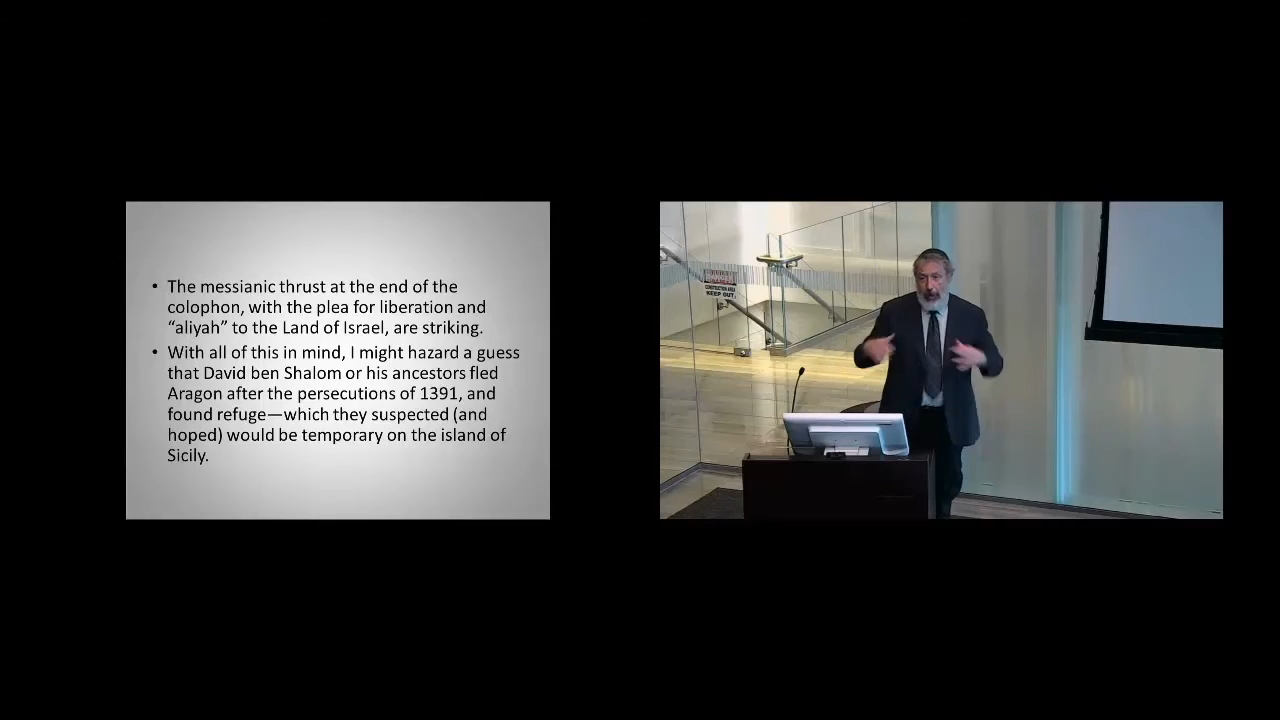 • The messianic thrust at the end of the
colophon, with the plea for liberation and
“aliyah” to the Land of Israel, are striking.
• With all of this in mind, I might hazard a guess
that David ben Shalom or his ancestors fled
Aragon after the persecutions of 1391, and
found refuge—which they suspected (and
hoped) would be temporary on the island of
Sicily.
DANGER
CONSTRUCTION AREA
KEEP OUT